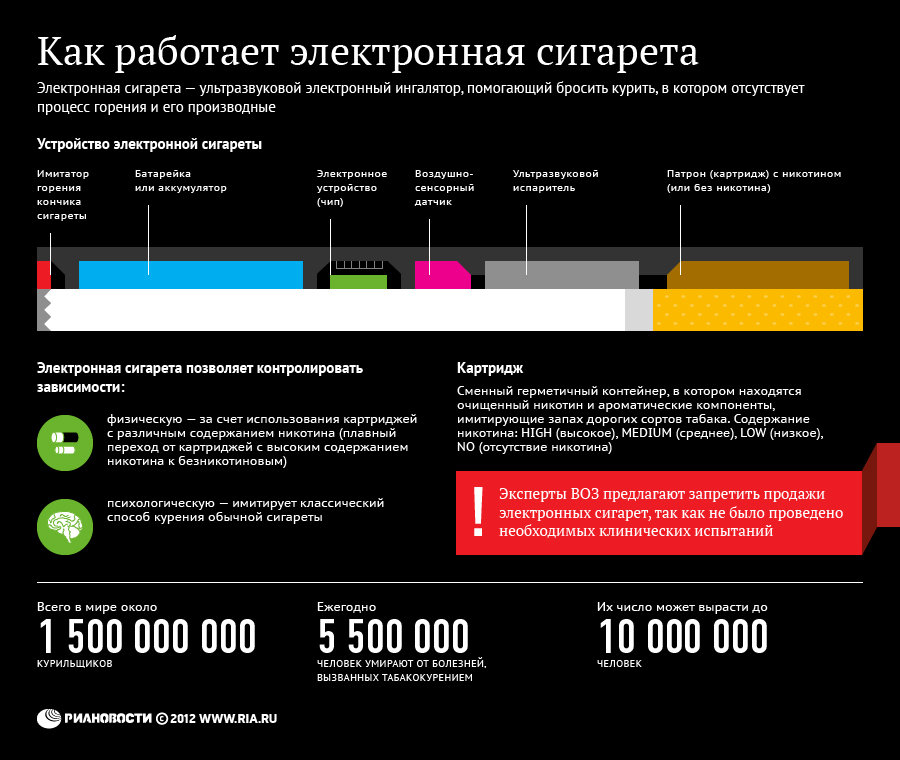 Как работает электронная сигарета
Электронная сигарета — ультразвуковой электронный ингалятор, помогающий бросить курить, в котором отсутствует
процесс горения и его производные
Устройство электронной сигареты
Имитатор
горения
кончика
сигареты
Батарейка
или аккумулятор
Электронное
устройство
(чип)
Воздушно-
сенсорный
датчик
Ультразвуковой
испаритель
Патрон (картридж) с никотином
(или без никотина)
Электронная сигарета позволяет контролировать
зависимости:
физическую — за счет использования картриджей
с различным содержанием никотина (плавный
переход от картриджей с высоким содержанием
никотина к безникотиновым)
психологическую — имитирует классический
способ курения обычной сигареты
Картридж
Сменный герметичный контейнер, в котором находятся
очищенный никотин и ароматические компоненты,
имитирующие запах дорогих сортов табака. Содержание
никотина: HIGH (высокое), MEDIUM (среднее), LOW (низкое),
NO (отсутствие никотина)
! Эксперты ВОЗ предлагают запретить продажи
электронных сигарет, так как не было проведено
необходимых клинических испытаний
Всего в мире около
1 500 000 000
КУРИЛЬЩИКОВ
Ежегодно
5 500 000
ЧЕЛОВЕК УМИРАЮТ ОТ БОЛЕЗНЕЙ,
ВЫЗВАННЫХ ТАБАКОКУРЕНИЕМ
Их число может вырасти до
10 000 000
ЧЕЛОВЕК
РИАНОВОСТИ © 2012 WWW.RIA.RU